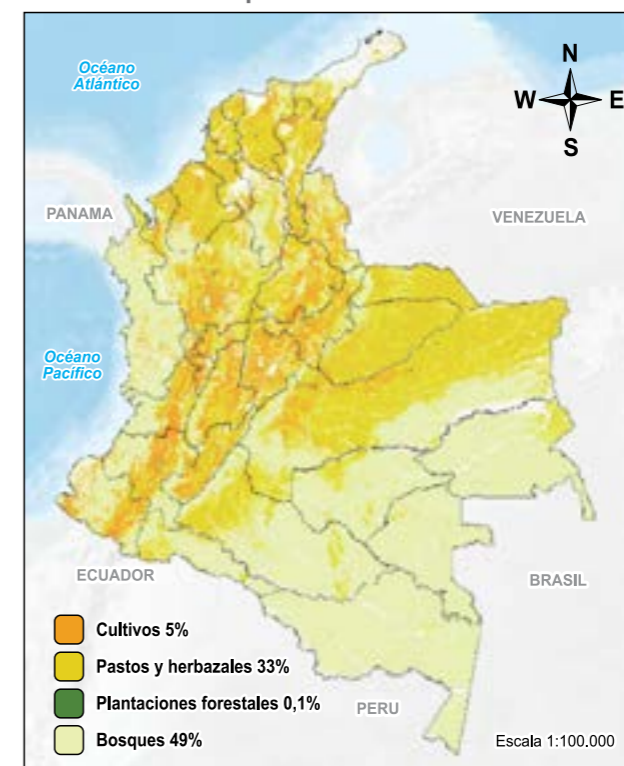 Océano
Atlántico
N
W E
S
PANAMA
VENEZUELA
Océano
Pacífico
ECUADOR
BRASIL
Cultivos 5%
Pastos y herbazales 33%
Plantaciones forestales 0,1%
PERU
Bosques 49%
Escala 1:100.000